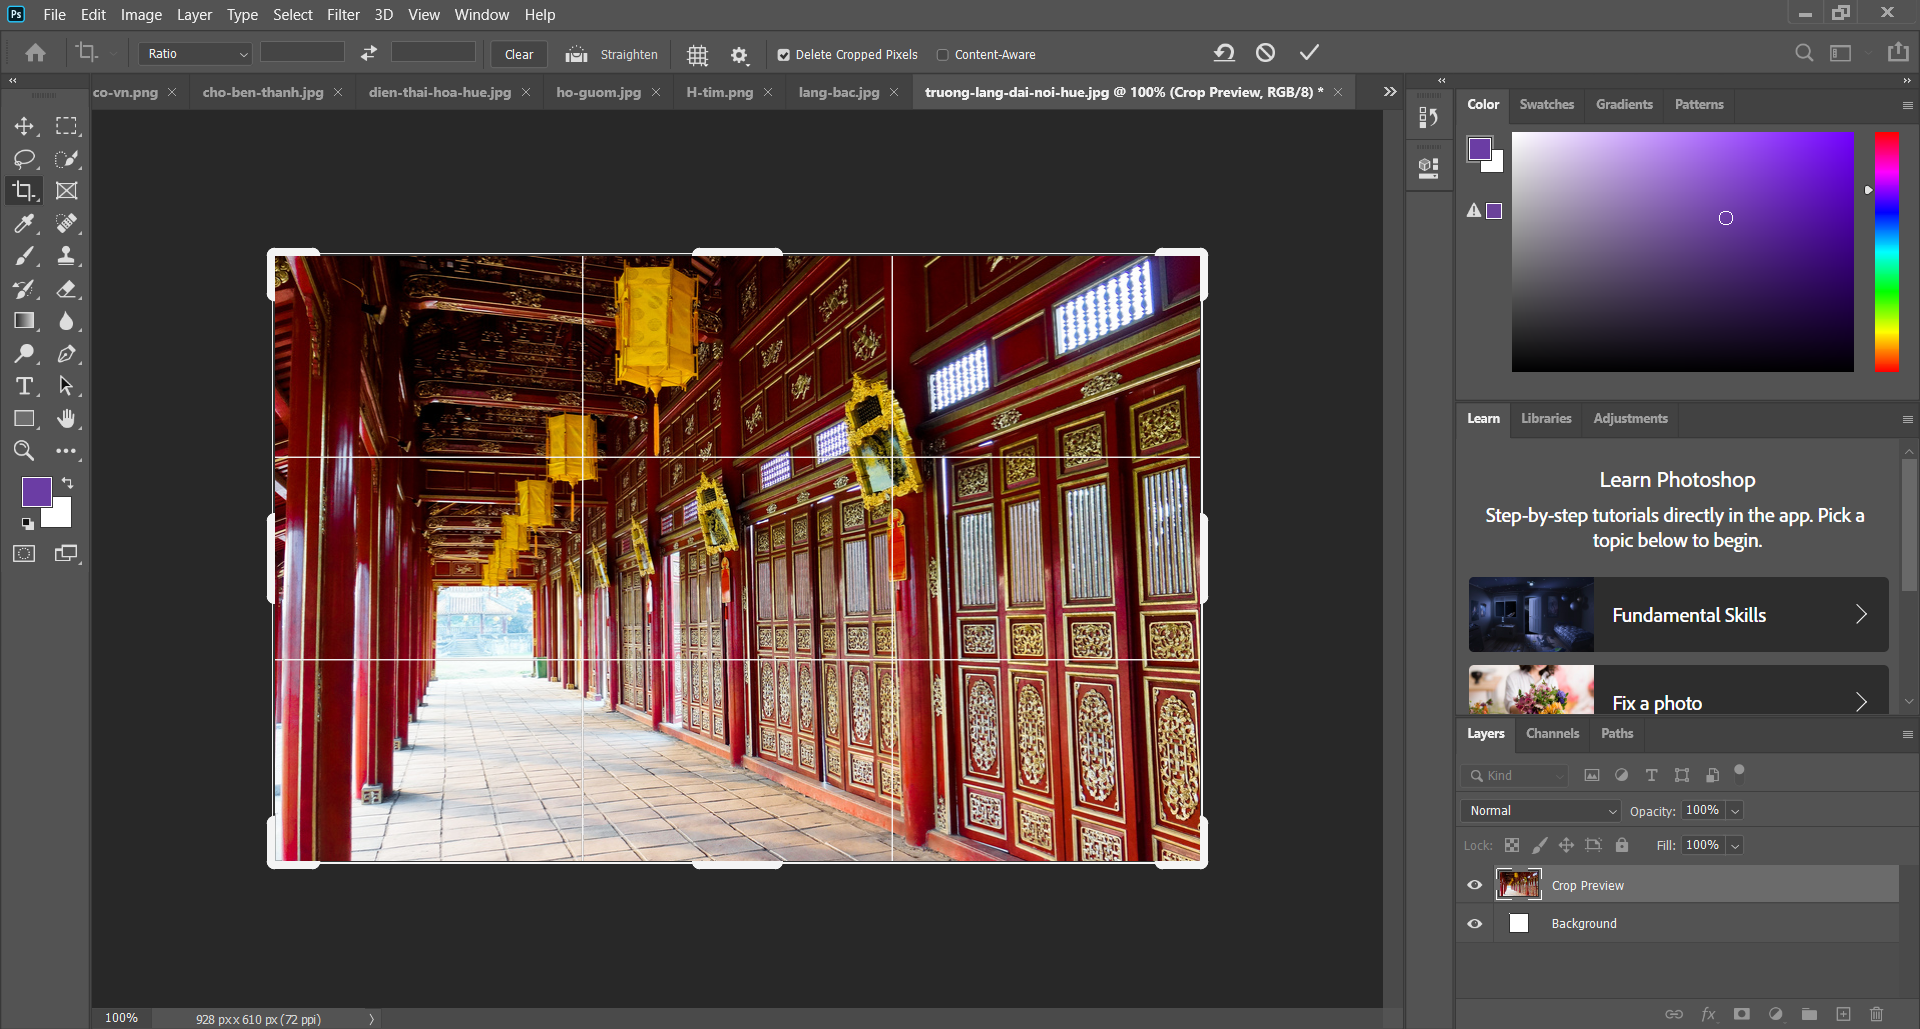 Ps File Edit Image Layer Type Select Filter 3D View Window Help
Ratio Clear Straighten Delete Cropped Pixels Content-Aware
co-vn.png cho-ben-thanh.jpg dien-thai-hoa-hue.jpg ho-guom.jpg H-tim.png lang-bac.jpg truong-lang-dai-noi-hue.jpg @ 100% (Crop Preview, RGB/8) *
Color Swatches Gradients Patterns
Learn Libraries Adjustments
Learn Photoshop
Step-by-step tutorials directly in the app. Pick a
topic below to begin.
Fundamental Skills
Fix a photo
Layers Channels Paths
Kind
Normal Opacity: 100%
Lock: Fill: 100%
Crop Preview
Background
fx
100% 928 px x 610 px (72 ppi)